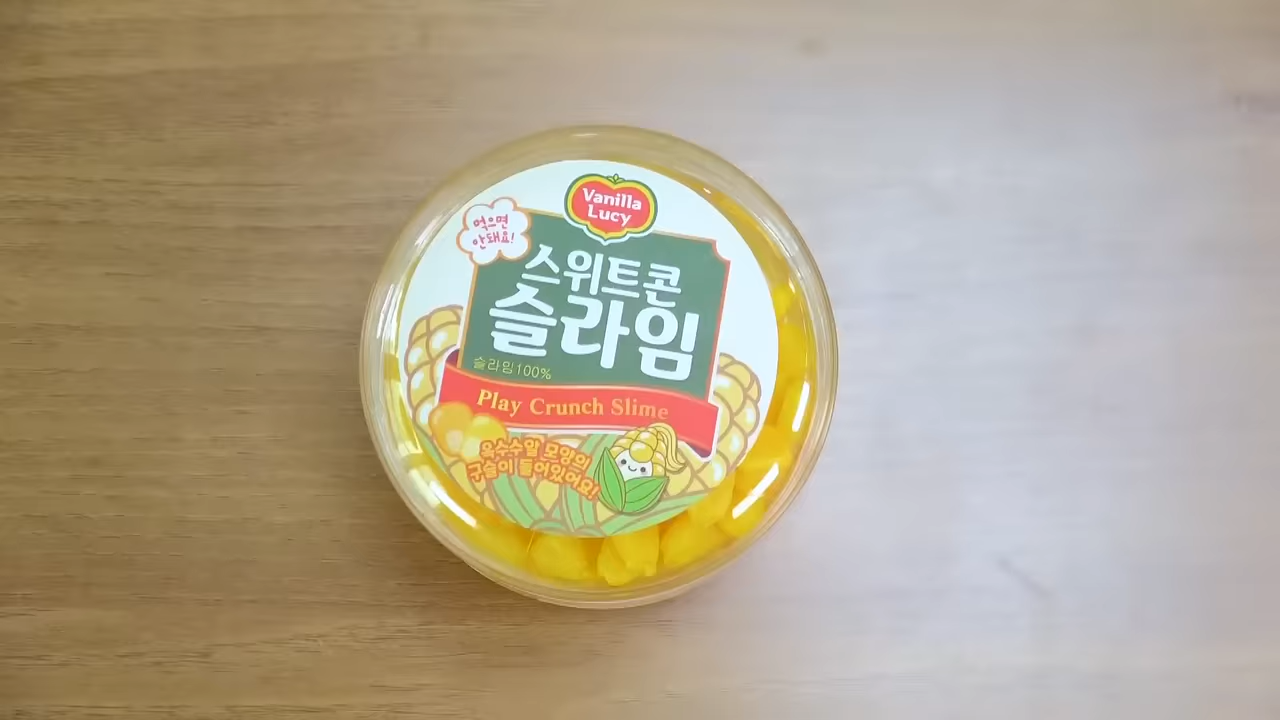 Vanilla
Lucy
먹으면
안돼요!
스위트콘
슬라임
슬라임100%
Play Crunch Slime
옥수수알 모양의
구슬이 들어있어요!